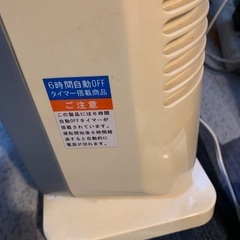 6時間自動OFF
タイマー搭載商品
ご注意
この製品には6時間
自動OFFタイマーが
搭載されています。
運転開始後6時間経
過すると自動的に
電源が切れます。